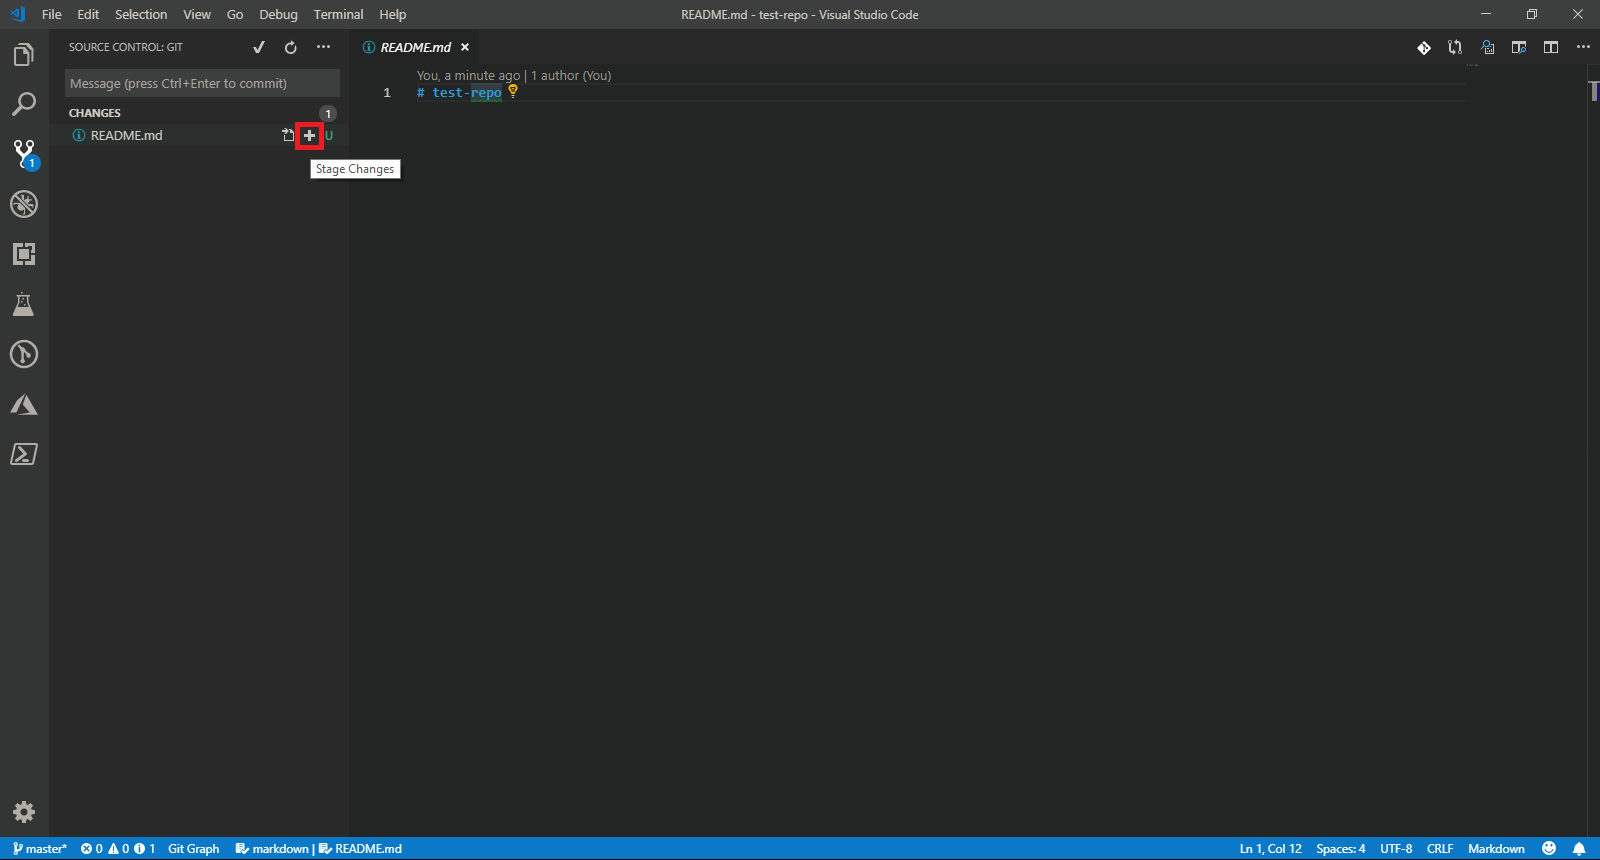 File Edit Selection View Go Debug Terminal Help
README.md - test-repo - Visual Studio Code
SOURCE CONTROL: GIT
README.md
Message (press Ctrl+Enter to commit)
CHANGES 1
README.md U
Stage Changes
1
You, a minute ago | 1 author (You)
1 # test-repo
master* 0 0 1 Git Graph markdown | README.md
Ln 1, Col 12 Spaces: 4 UTF-8 CRLF Markdown